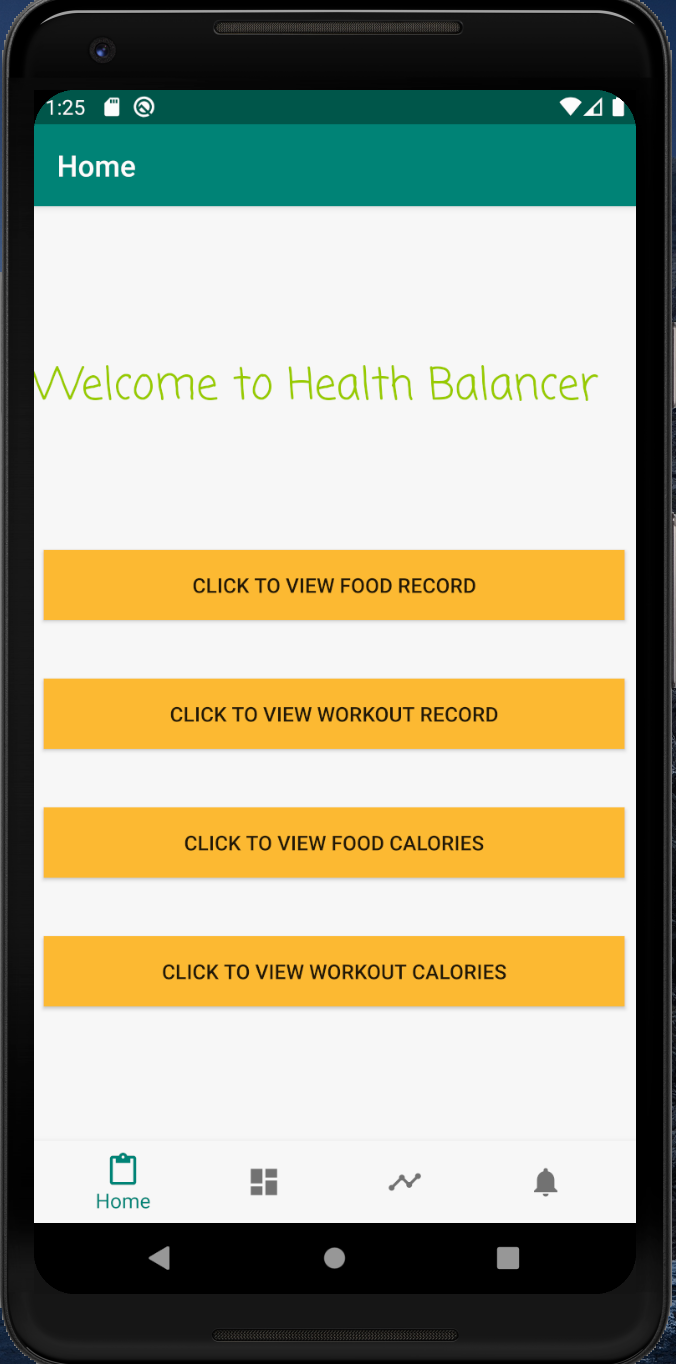 1:25
Home
Welcome to Health Balancer
CLICK TO VIEW FOOD RECORD
CLICK TO VIEW WORKOUT RECORD
CLICK TO VIEW FOOD CALORIES
CLICK TO VIEW WORKOUT CALORIES
Home